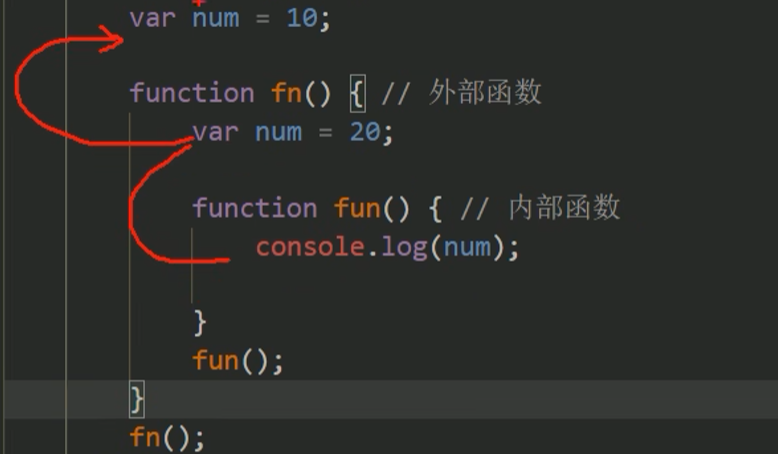 var num = 10;
function fn() { // 外部函数
var num = 20;
function fun() { // 内部函数
console.log(num);
}
fun();
}
fn();